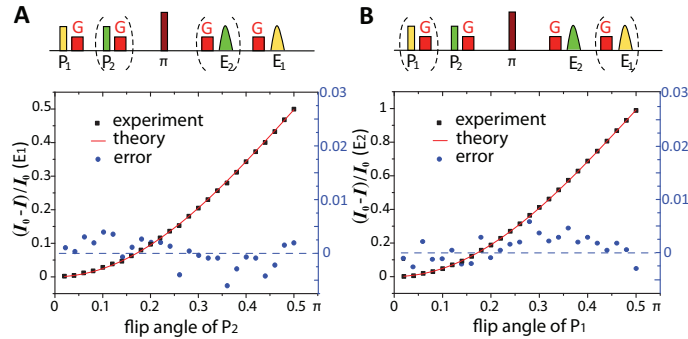 A
G
G
G
G
P1
P2
π
E2
E1
0.5
0.4
0.3
0.2
0.1
0
0.03
0.02
0.01
0
(I0-I)/I0 (E1)
experiment
theory
error
0 0.1 0.2 0.3 0.4 0.5 π
flip angle of P2
B
G
G
G
G
P1
P2
π
E2
E1
1
0.8
0.6
0.4
0.2
0
0.03
0.02
0.01
0
(I0-I)/I0 (E2)
experiment
theory
error
0 0.1 0.2 0.3 0.4 0.5 π
flip angle of P1